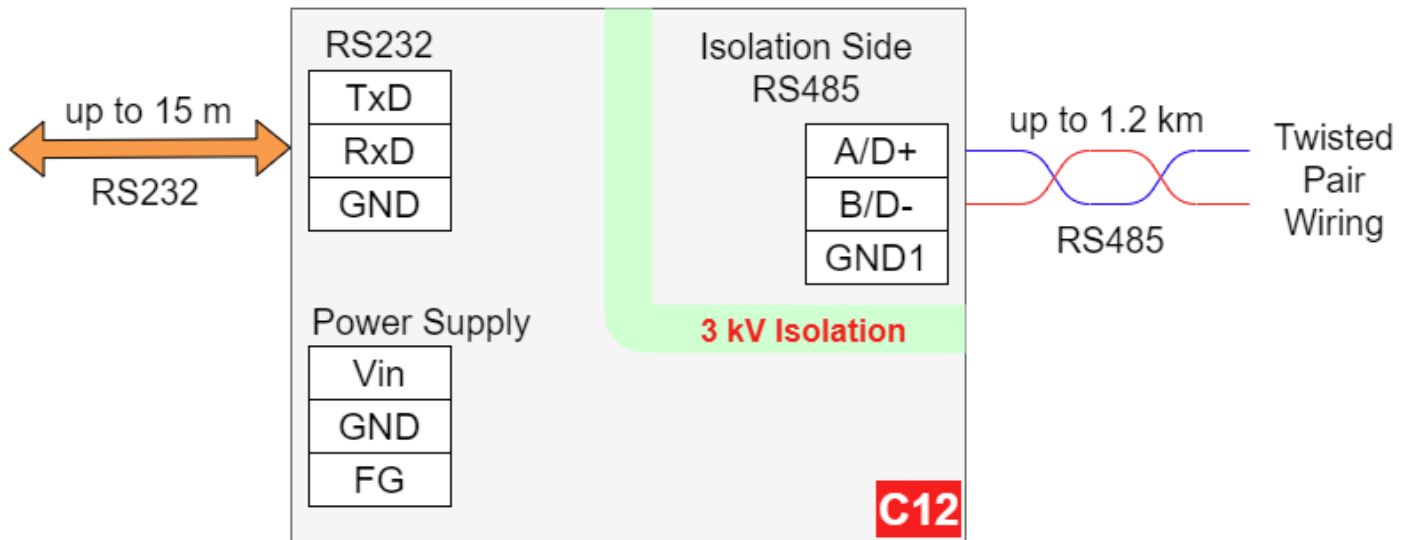 up to 15 m
RS232
RS232
TxD
RxD
GND
Power Supply
Vin
GND
FG
Isolation Side
RS485
A/D+
B/D-
GND1
3 kV Isolation
C12
up to 1.2 km
RS485
Twisted
Pair
Wiring